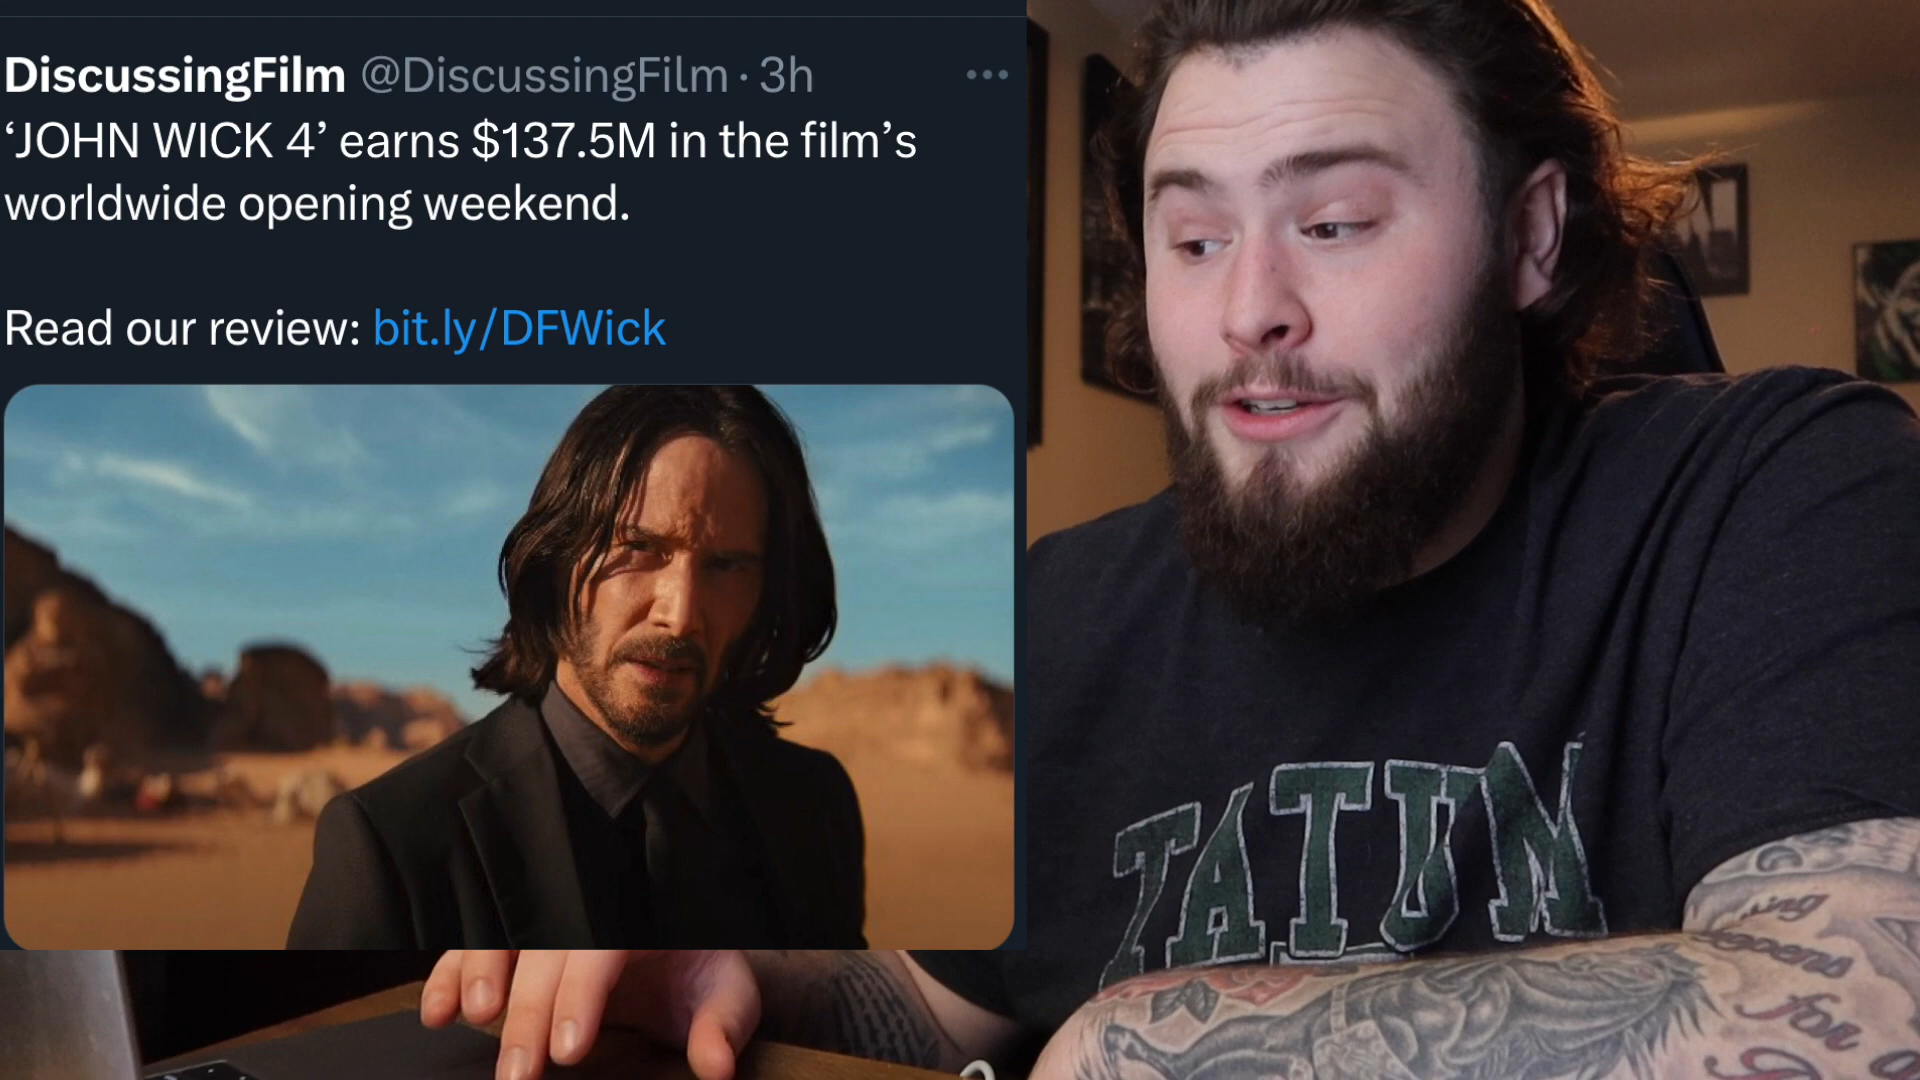 DiscussingFilm @DiscussingFilm · 3h
‘JOHN WICK 4’ earns $137.5M in the film’s
worldwide opening weekend.
Read our review: bit.ly/DFWick
TATUM
for